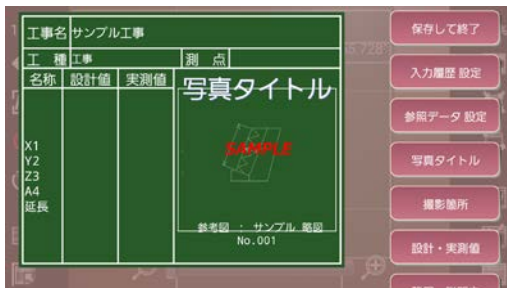 工事名 サンプル工事
工 種 工事 測 点
名称 設計値 実測値
写真タイトル
SAMPLE
X1
Y2
Z3
A4
延長
参考図 : サンプル 略図
No.001
保存して終了
入力履歴 設定
参照データ 設定
写真タイトル
撮影箇所
設計・実測値